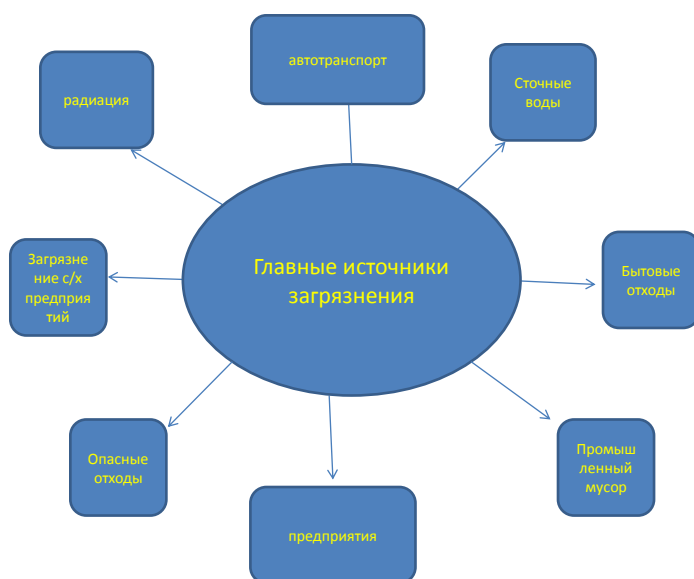 автотранспорт
Сточные
воды
радиация
Главные источники
загрязнения
Загрязне
ние с/х
предприя
тий
Бытовые
отходы
Опасные
отходы
Промыш
ленный
мусор
предприятия